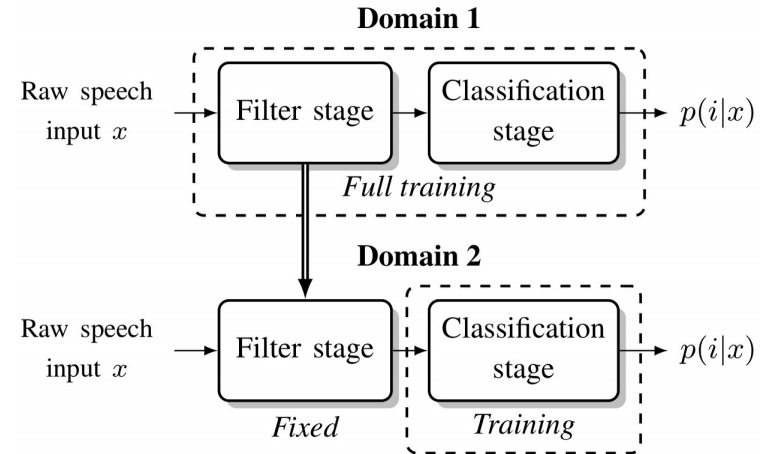 Domain 1
Raw speech
input x
Filter stage
Classification
stage
p(i|x)
Full training
Domain 2
Raw speech
input x
Filter stage
Classification
stage
p(i|x)
Fixed
Training